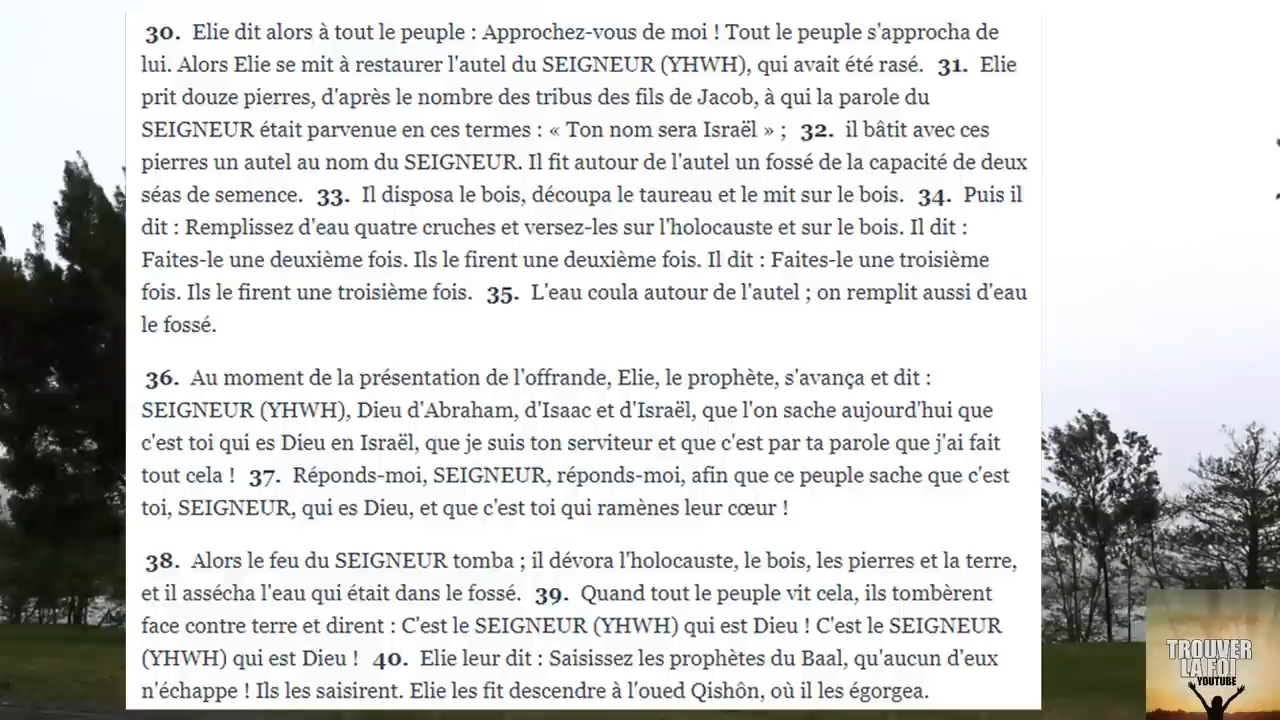 30. Elie dit alors à tout le peuple : Approchez-vous de moi ! Tout le peuple s'approcha de
lui. Alors Elie se mit à restaurer l'autel du SEIGNEUR (YHWH), qui avait été rasé. 31. Elie
prit douze pierres, d'après le nombre des tribus des fils de Jacob, à qui la parole du
SEIGNEUR était parvenue en ces termes : « Ton nom sera Israël » ; 32. il bâtit avec ces
pierres un autel au nom du SEIGNEUR. Il fit autour de l'autel un fossé de la capacité de deux
séas de semence. 33. Il disposa le bois, découpa le taureau et le mit sur le bois. 34. Puis il
dit : Remplissez d'eau quatre cruches et versez-les sur l'holocauste et sur le bois. Il dit :
Faites-le une deuxième fois. Ils le firent une deuxième fois. Il dit : Faites-le une troisième
fois. Ils le firent une troisième fois. 35. L'eau coula autour de l'autel ; on remplit aussi d'eau
le fossé.
36. Au moment de la présentation de l'offrande, Elie, le prophète, s'avança et dit :
SEIGNEUR (YHWH), Dieu d'Abraham, d'Isaac et d'Israël, que l'on sache aujourd'hui que
c'est toi qui es Dieu en Israël, que je suis ton serviteur et que c'est par ta parole que j'ai fait
tout cela ! 37. Réponds-moi, SEIGNEUR, réponds-moi, afin que ce peuple sache que c'est
toi, SEIGNEUR, qui es Dieu, et que c'est toi qui ramènes leur cœur !
38. Alors le feu du SEIGNEUR tomba ; il dévora l'holocauste, le bois, les pierres et la terre,
et il assécha l'eau qui était dans le fossé. 39. Quand tout le peuple vit cela, ils tombèrent
face contre terre et dirent : C'est le SEIGNEUR (YHWH) qui est Dieu ! C'est le SEIGNEUR
(YHWH) qui est Dieu ! 40. Elie leur dit : Saisissez les prophètes du Baal, qu'aucun d'eux
n'échappe ! Ils les saisirent. Elie les fit descendre à l'oued Qishôn, où il les égorgea.
TROUVER
LA FOI
YOUTUBE